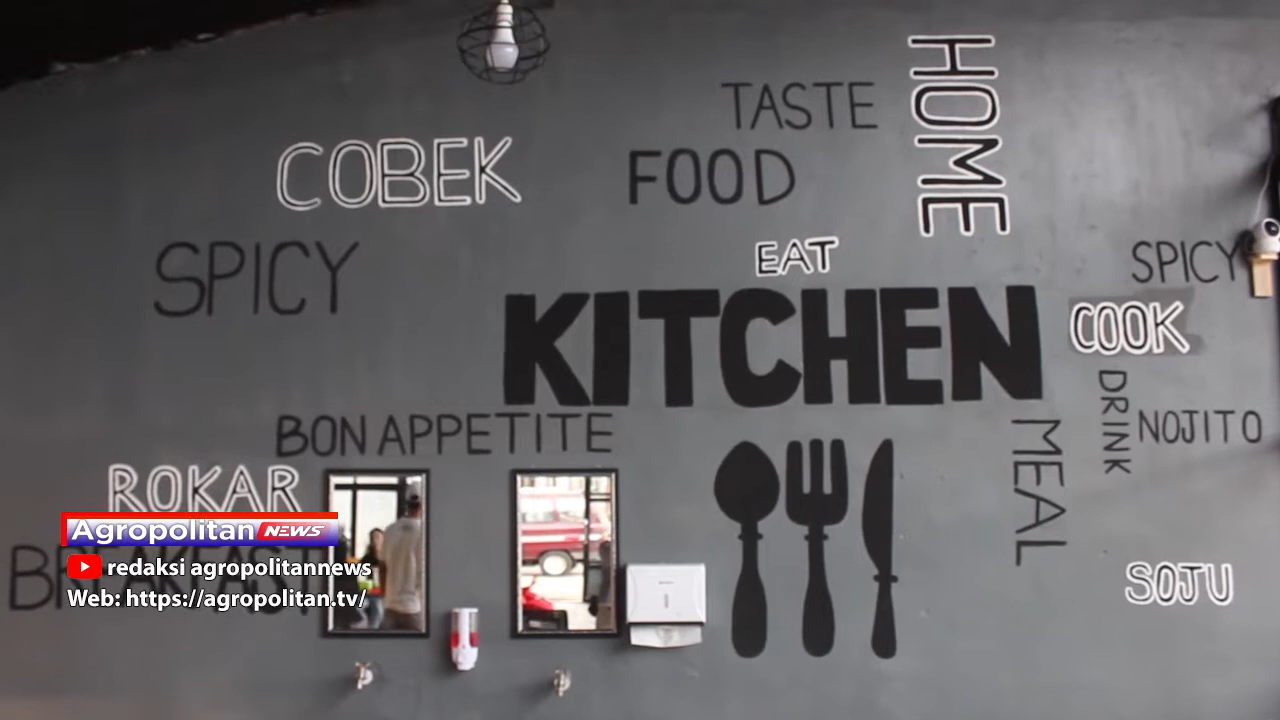 HOME
TASTE
COBEK
FOOD
SPICY
EAT
SPICY
KITCHEN
COOK
DRINK
NOJITO
BON APPETITE
MEAL
ROKAR
Agropolitan NEWS
BREAKFAST
redaksi agropolitannews
Web: https://agropolitan.tv/
SOJU